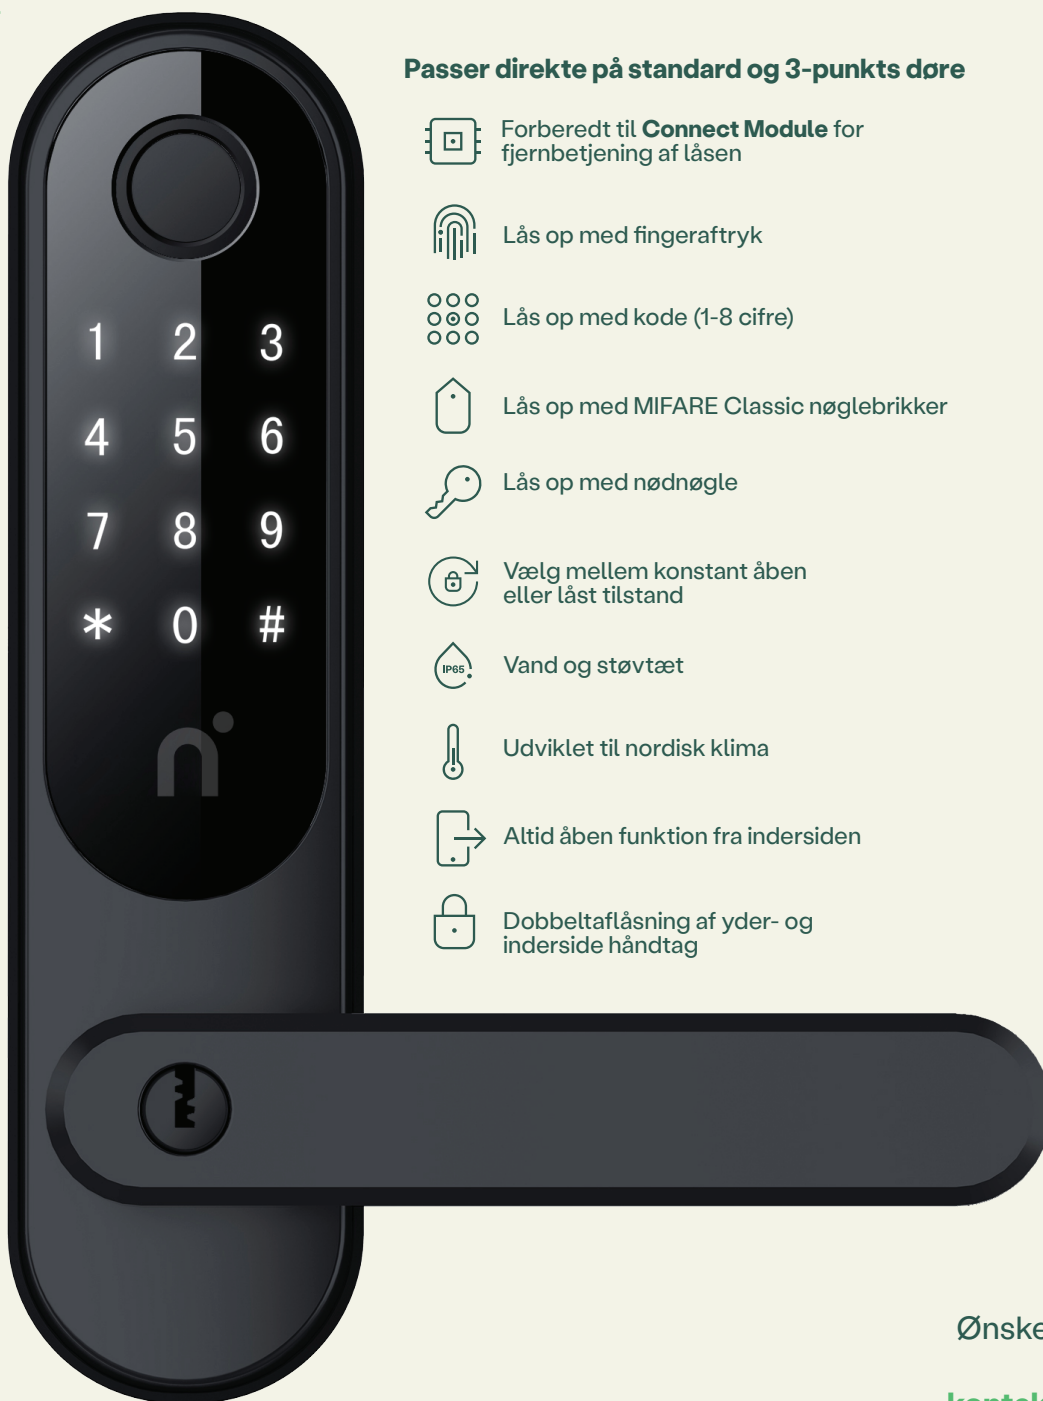 Passer direkte på standard og 3-punkts døre
Forberedt til Connect Module for
fjernbetjening af låsen
Lås op med fingeraftryk
Lås op med kode (1-8 cifre)
Lås op med MIFARE Classic nøglebrikker
Lås op med nødnøgle
Vælg mellem konstant åben
eller låst tilstand
IP65
Vand og støvtæt
Udviklet til nordisk klima
Altid åben funktion fra indersiden
Dobbeltaflåsning af yder- og
inderside håndtag
1 2 3
4 5 6
7 8 9
* 0 #
n
Ønske